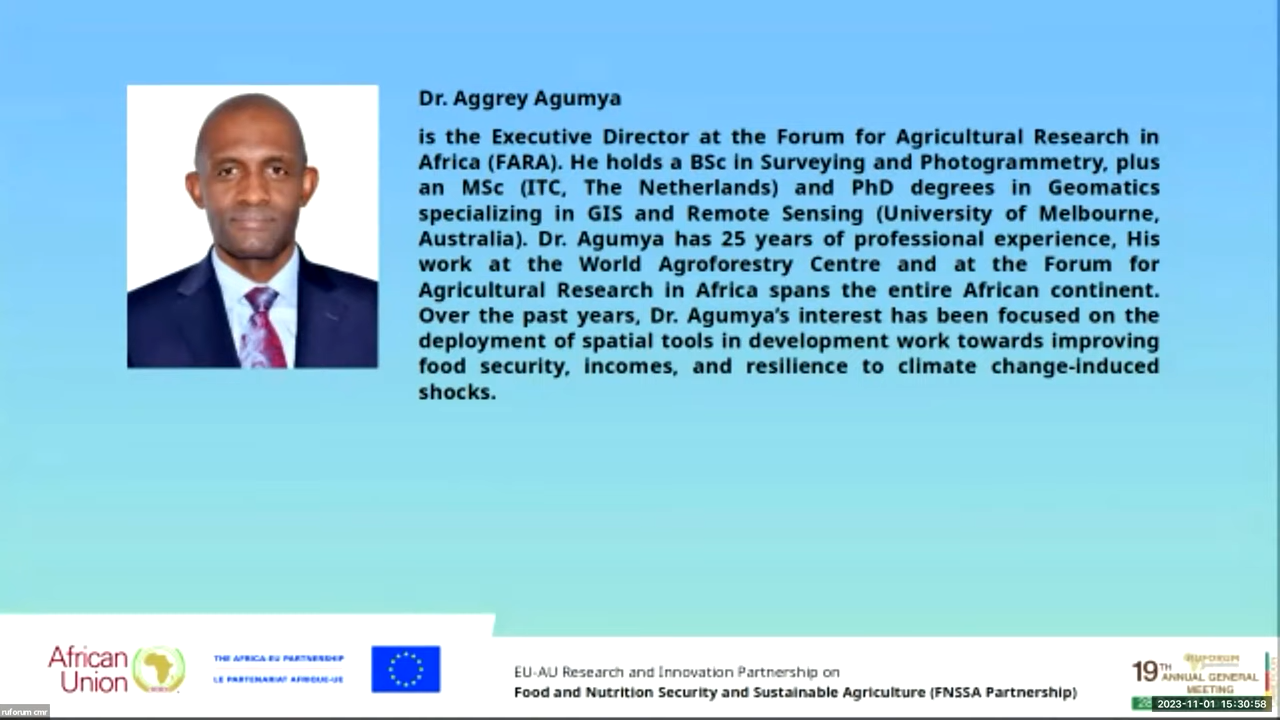 Dr. Aggrey Agumya
is the Executive Director at the Forum for Agricultural Research in
Africa (FARA). He holds a BSc in Surveying and Photogrammetry, plus
an MSc (ITC, The Netherlands) and PhD degrees in Geomatics
specializing in GIS and Remote Sensing (University of Melbourne,
Australia). Dr. Agumya has 25 years of professional experience, His
work at the World Agroforestry Centre and at the Forum for
Agricultural Research in Africa spans the entire African continent.
Over the past years, Dr. Agumya’s interest has been focused on the
deployment of spatial tools in development work towards improving
food security, incomes, and resilience to climate change-induced
shocks.
African
Union
THE AFRICA-EU PARTNERSHIP
LE PARTENARIAT AFRIQUE-UE
EU-AU Research and Innovation Partnership on
Food and Nutrition Security and Sustainable Agriculture (FNSSA Partnership)
RUFORUM
19TH ANNUAL GENERAL
MEETING
2023-11-01 15:30:58
ruforum cmr